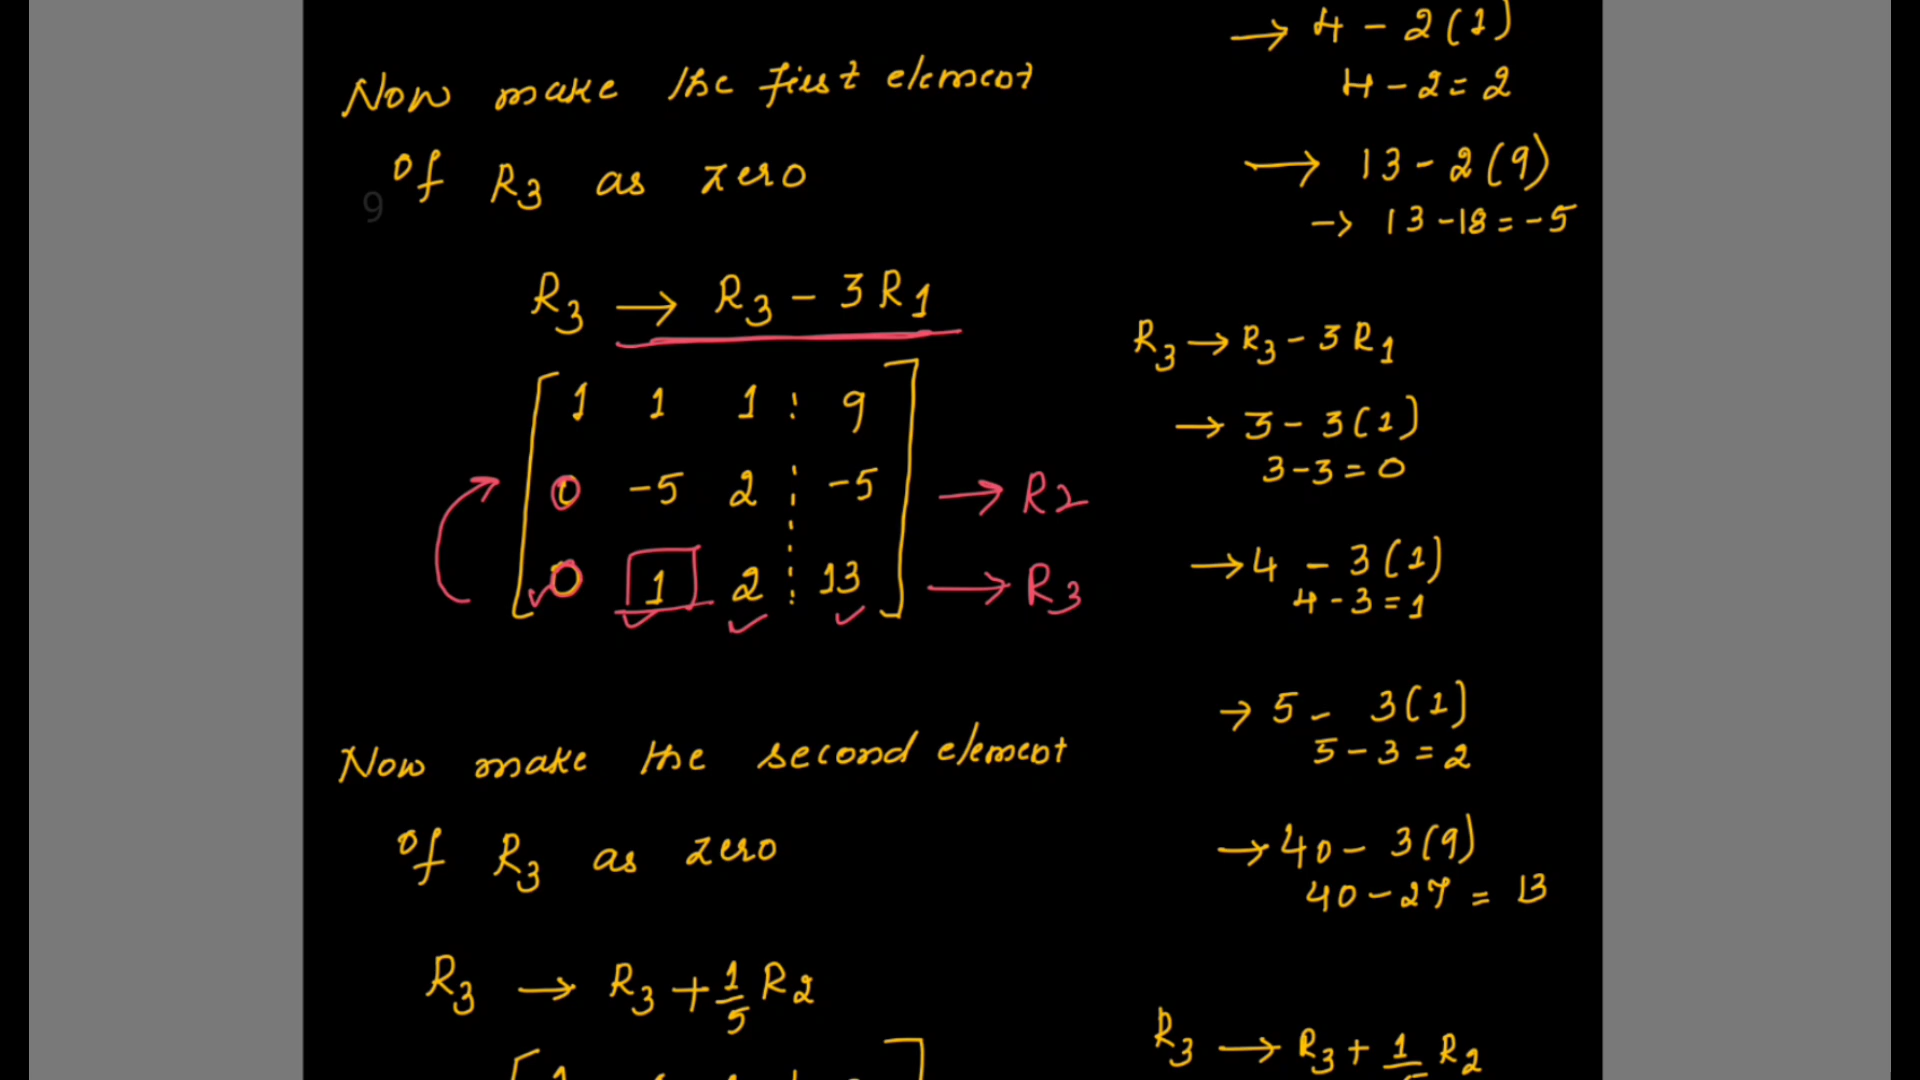 Now make the first element
of R3 as zero
9
R3 → R3 - 3R1
1 1 1 : 9
0 -5 2 : -5 → R2
0 1 2 : 13 → R3
Now make the second element
of R3 as zero
R3 → R3 + 1/5 R2
→ 4 - 2(1)
4 - 2 = 2
→ 13 - 2(9)
→ 13 - 18 = -5
R3 → R3 - 3R1
→ 3 - 3(1)
3 - 3 = 0
→ 4 - 3(1)
4 - 3 = 1
→ 5 - 3(1)
5 - 3 = 2
→ 40 - 3(9)
40 - 27 = 13
R3 → R3 + 1/5 R2